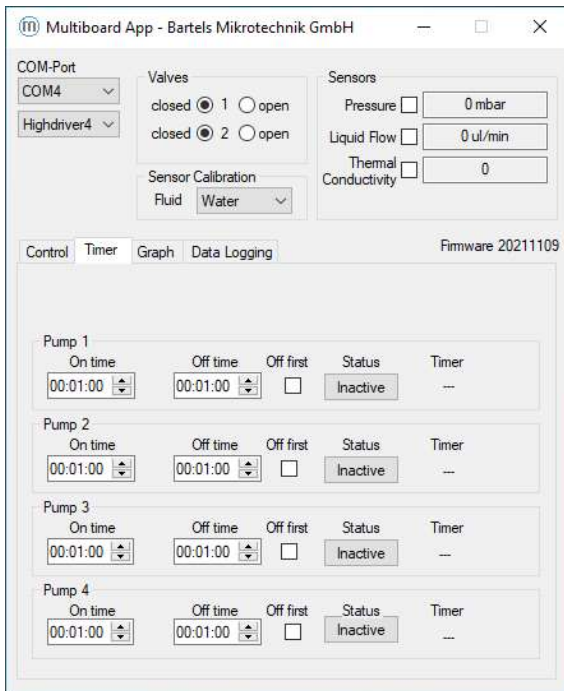 Multiboard App - Bartels Mikrotechnik GmbH
COM-Port
COM4
Highdriver4
Valves
closed 1 open
closed 2 open
Sensor Calibration
Fluid Water
Sensors
Pressure 0 mbar
Liquid Flow 0 ul/min
Thermal
Conductivity 0
Control Timer Graph Data Logging
Firmware 20211109
Pump 1
On time Off time Off first Status Timer
00:01:00 00:01:00 Inactive ---
Pump 2
On time Off time Off first Status Timer
00:01:00 00:01:00 Inactive ---
Pump 3
On time Off time Off first Status Timer
00:01:00 00:01:00 Inactive ---
Pump 4
On time Off time Off first Status Timer
00:01:00 00:01:00 Inactive ---